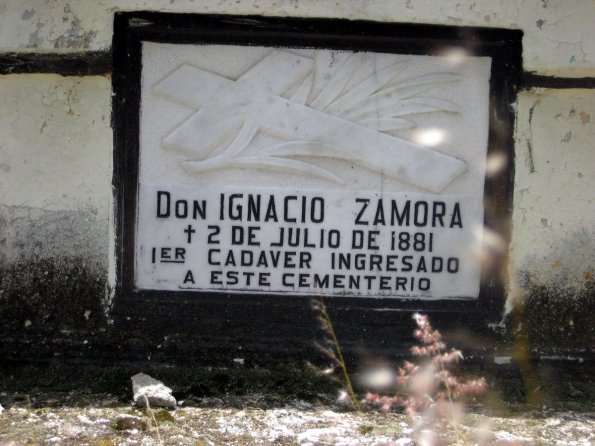 Don IGNACIO ZAMORA
† 2 DE JULIO DE 1881
1ER CADAVER INGRESADO
A ESTE CEMENTERIO